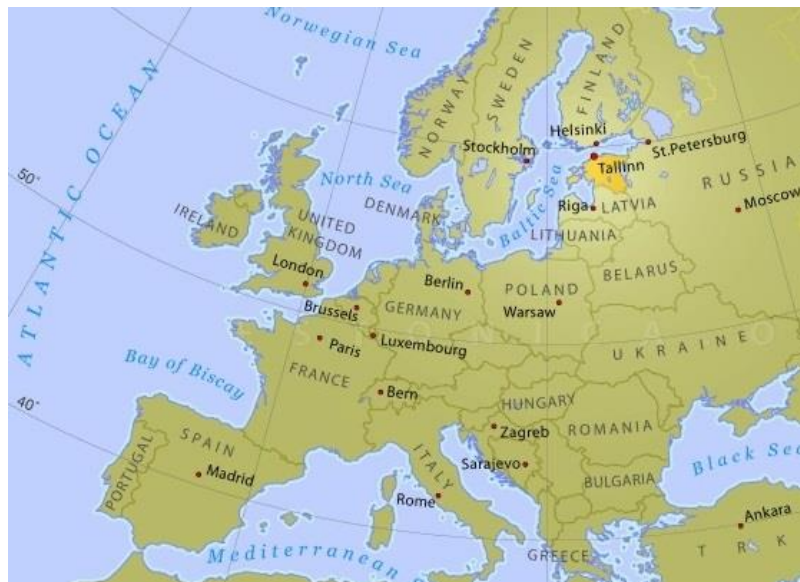 Norwegian Sea
ATLANTIC OCEAN
NORWAY
SWEDEN
FINLAND
Helsinki
Stockholm
St.Petersburg
Tallinn
RUSSIA
50°
North Sea
DENMARK
Baltic Sea
Riga
LATVIA
Moscow
IRELAND
UNITED
KINGDOM
LITHUANIA
London
Berlin
POLAND
BELARUS
Brussels
GERMANY
Warsaw
Paris
Luxembourg
UKRAINE
Bay of Biscay
FRANCE
Bern
HUNGARY
40°
Zagreb
ROMANIA
PORTUGAL
SPAIN
ITALY
Sarajevo
Black Sea
Madrid
Rome
BULGARIA
Ankara
Mediterranean
GREECE
T R K